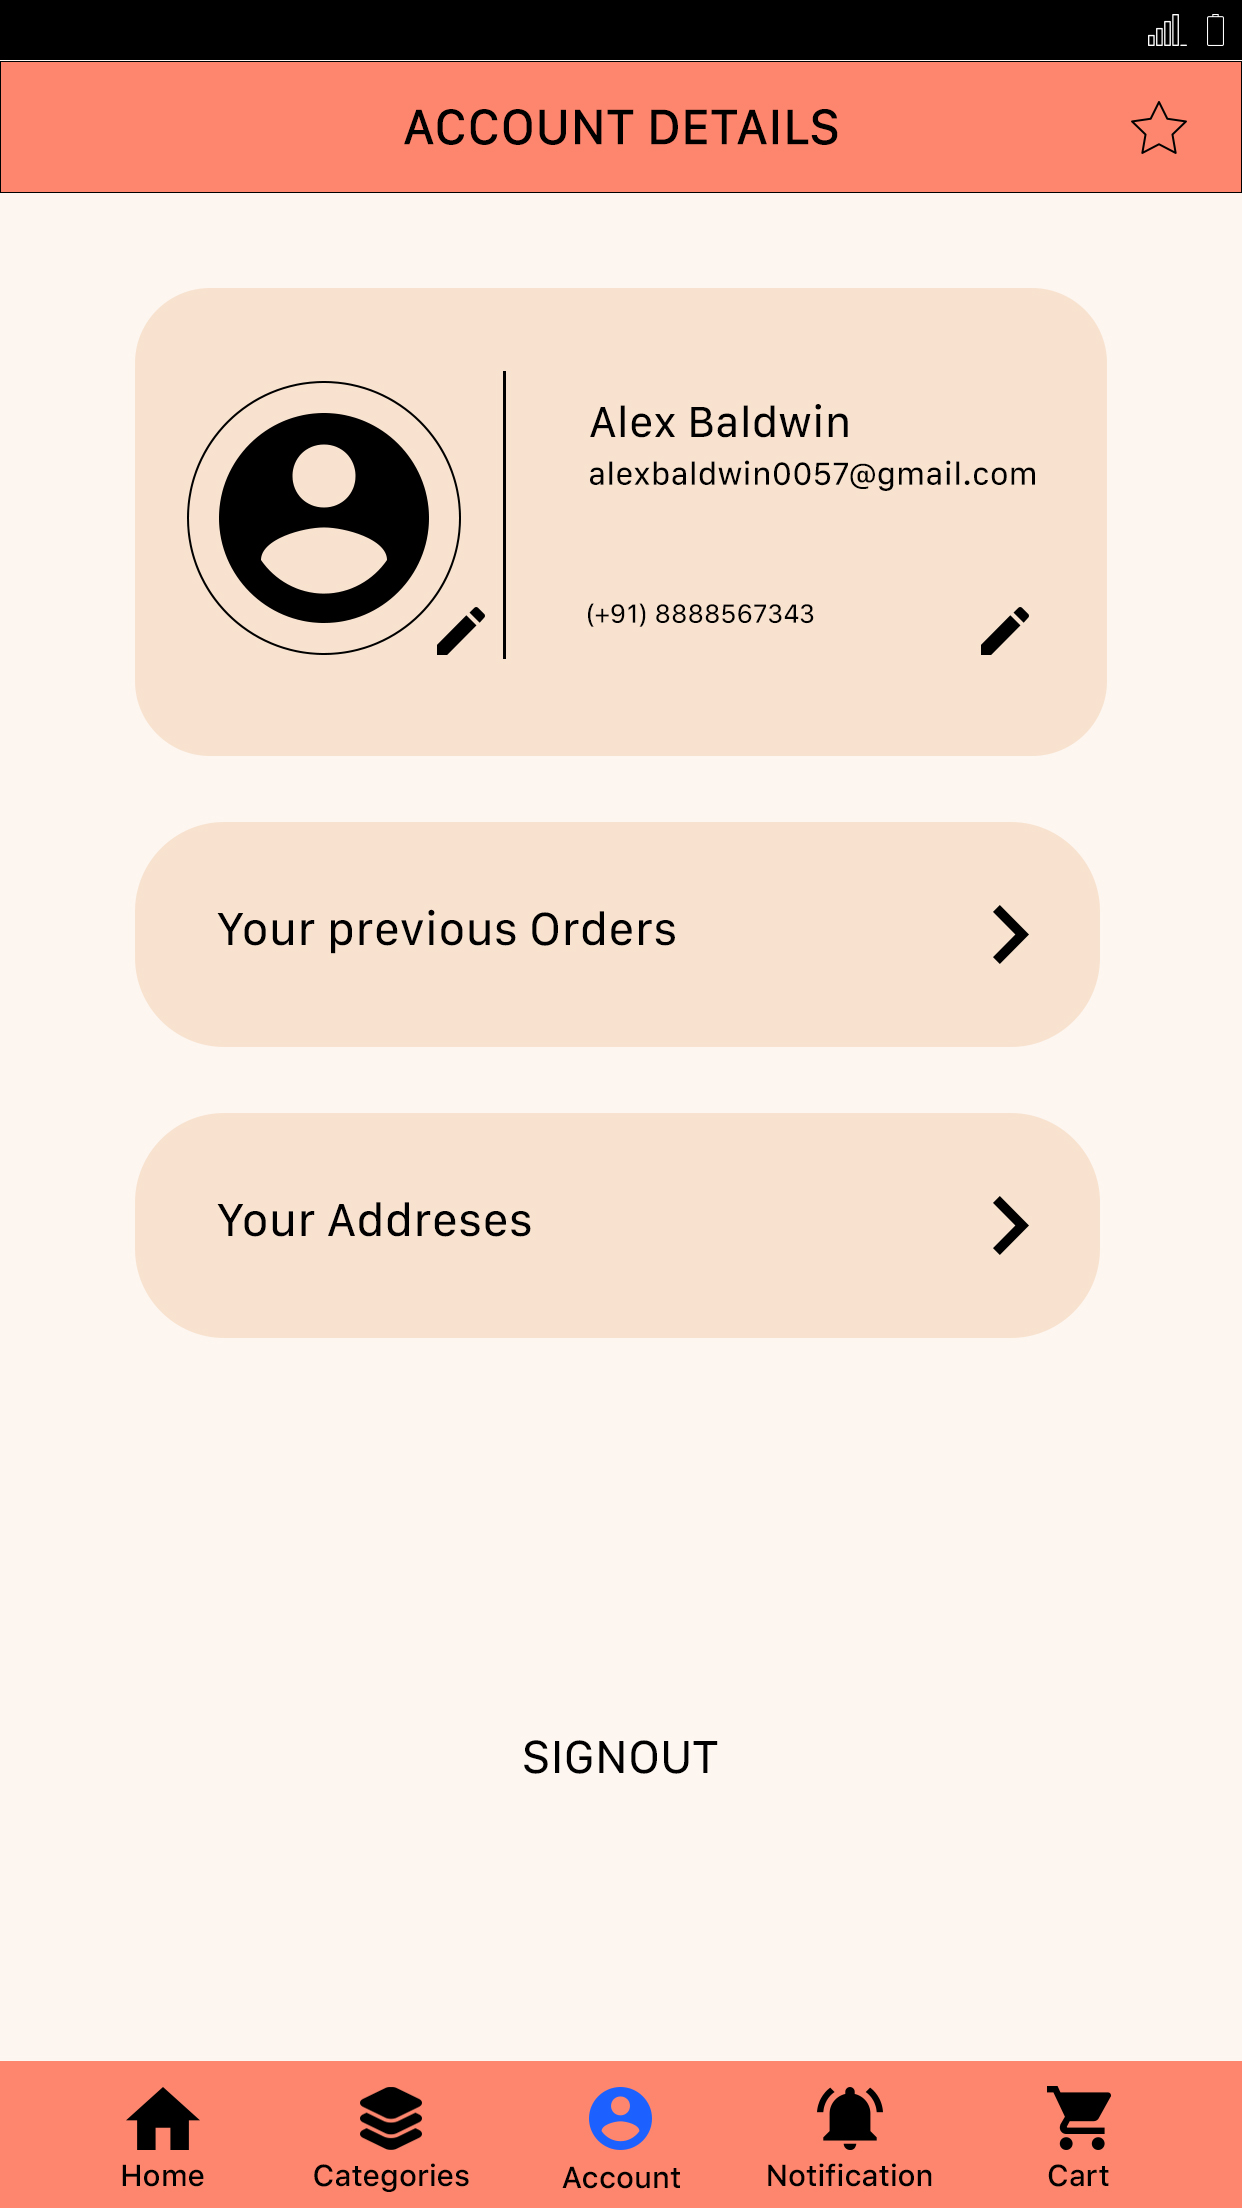 ACCOUNT DETAILS
Alex Baldwin
alexbaldwin0057@gmail.com
(+91) 8888567343
Your previous Orders
Your Addreses
SIGNOUT
Home
Categories
Account
Notification
Cart